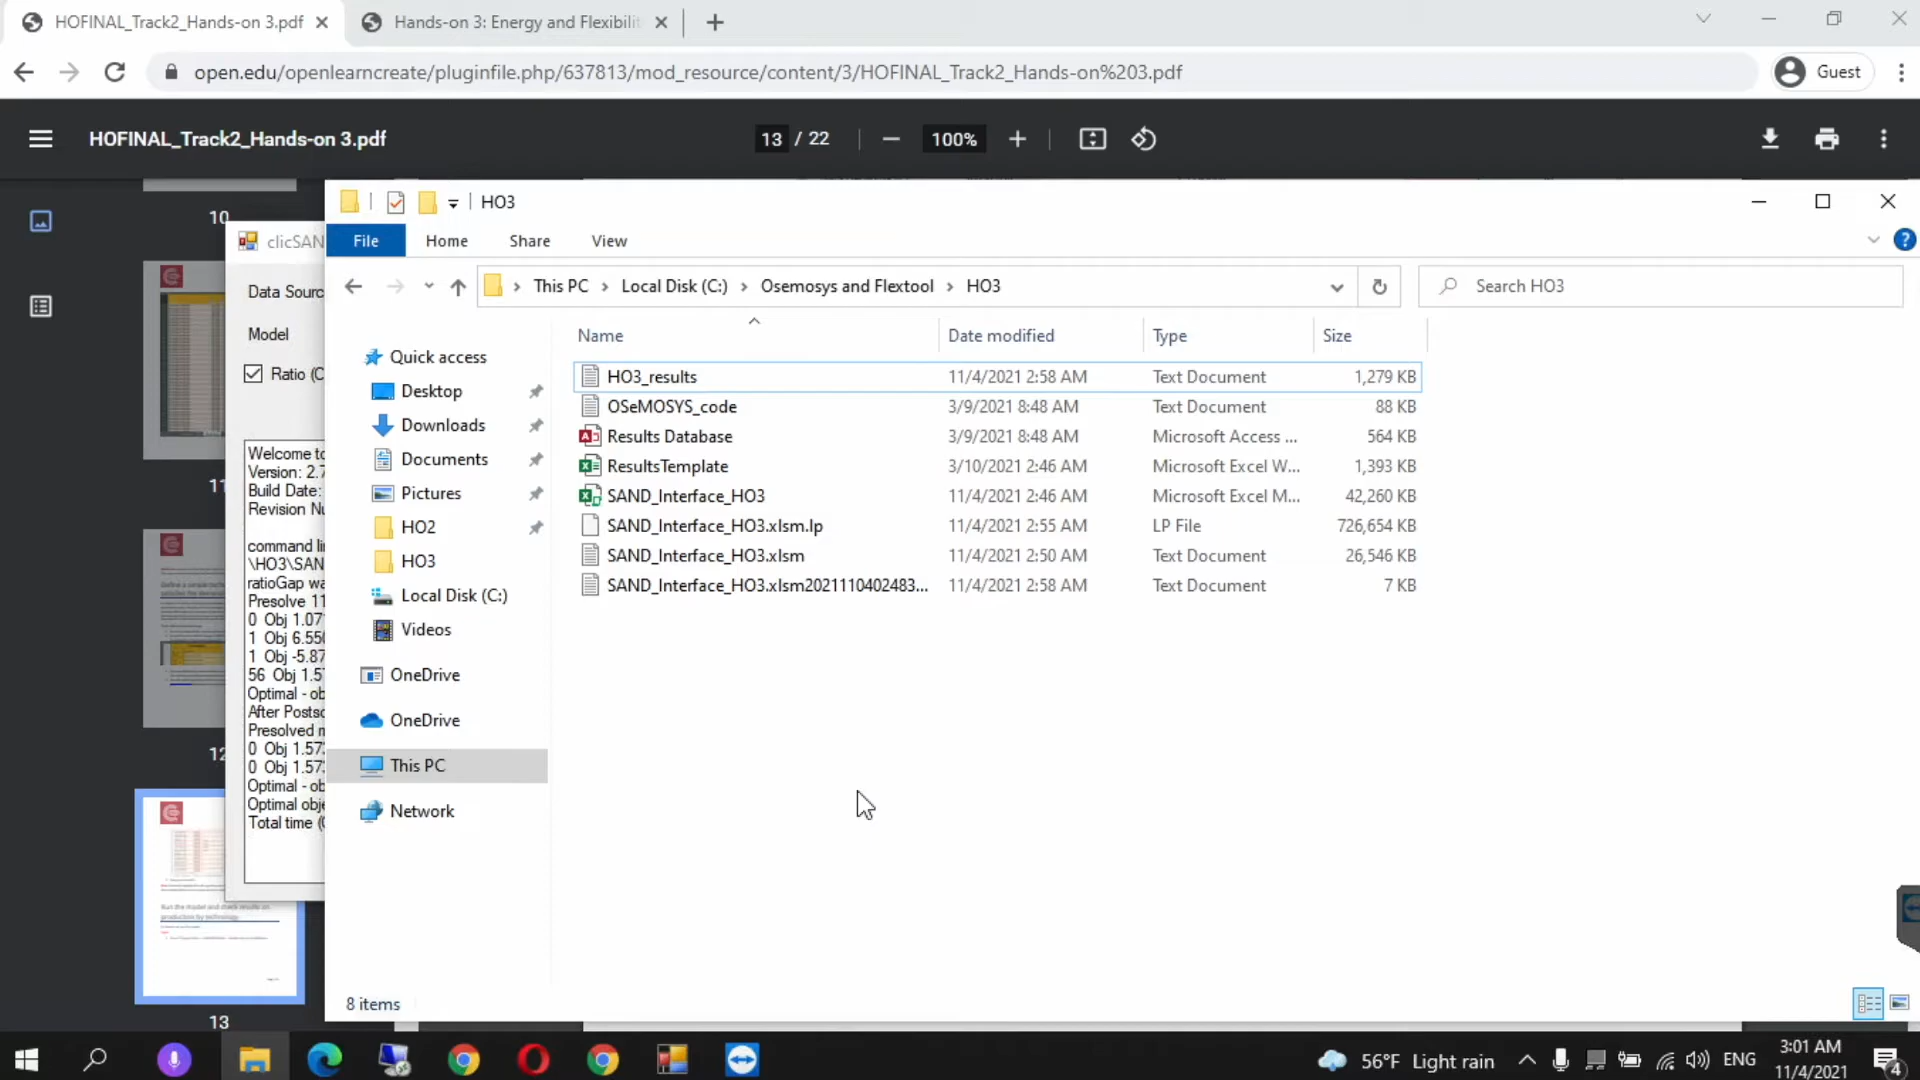 HOFINAL_Track2_Hands-on 3.pdf
Hands-on 3: Energy and Flexibilit
open.edu/openlearncreate/pluginfile.php/637813/mod_resource/content/3/HOFINAL_Track2_Hands-on%203.pdf
Guest
HOFINAL_Track2_Hands-on 3.pdf
13 / 22
100%
10
11
12
13
clicSAN
Data Sourc
Model
Ratio (C
Welcome to
Version: 2.7
Build Date:
Revision Nu
command li
\HO3\SAN
ratioGap wa
Presolve 11
0 Obj 1.07
1 Obj 6.550
1 Obj -5.87
56 Obj 1.5
Optimal - ob
After Postso
Presolved m
0 Obj 1.573
0 Obj 1.573
Optimal - ob
Optimal obje
Total time (
HO3
File Home Share View
This PC Local Disk (C:) Osemosys and Flextool HO3
Search HO3
Quick access
Desktop
Downloads
Documents
Pictures
HO2
HO3
Local Disk (C:)
Videos
OneDrive
OneDrive
This PC
Network
Name Date modified Type Size
HO3_results 11/4/2021 2:58 AM Text Document 1,279 KB
OSeMOSYS_code 3/9/2021 8:48 AM Text Document 88 KB
Results Database 3/9/2021 8:48 AM Microsoft Access ... 564 KB
ResultsTemplate 3/10/2021 2:46 AM Microsoft Excel W... 1,393 KB
SAND_Interface_HO3 11/4/2021 2:46 AM Microsoft Excel M... 42,260 KB
SAND_Interface_HO3.xlsm.lp 11/4/2021 2:55 AM LP File 726,654 KB
SAND_Interface_HO3.xlsm 11/4/2021 2:50 AM Text Document 26,546 KB
SAND_Interface_HO3.xlsm2021110402483... 11/4/2021 2:58 AM Text Document 7 KB
8 items
56°F Light rain
ENG
3:01 AM
11/4/2021
4